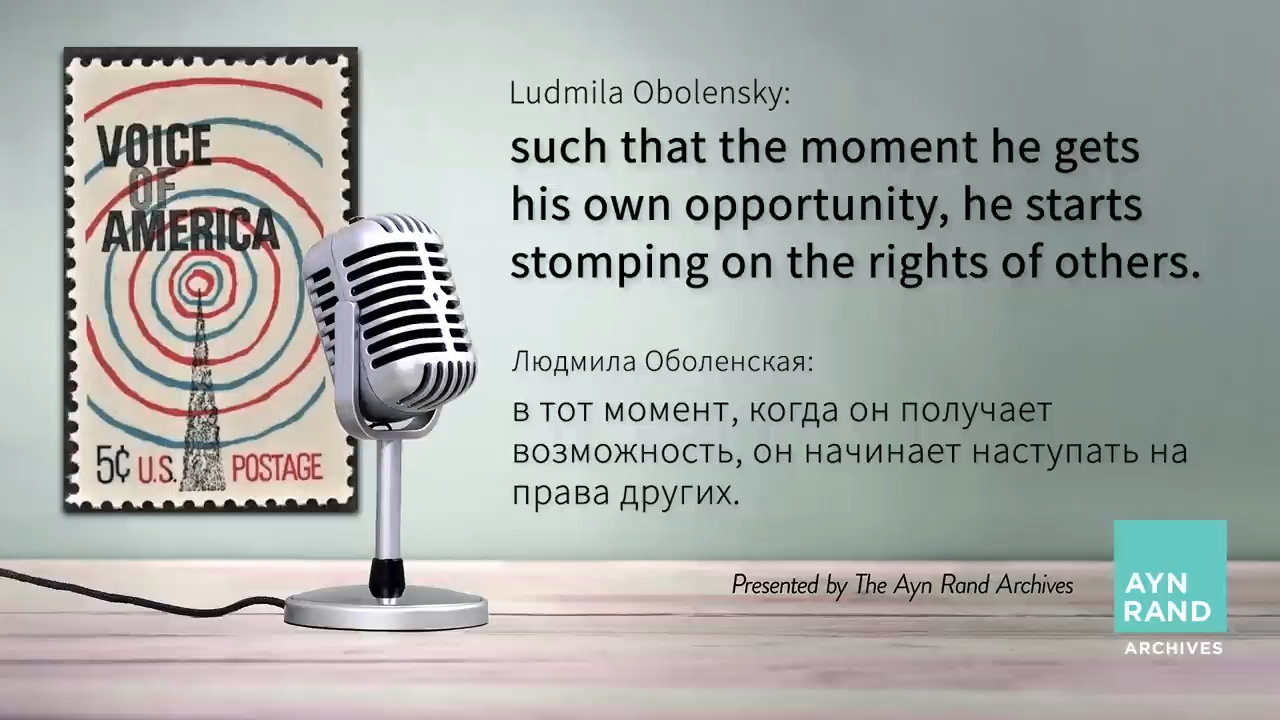 VOICE
OF
AMERICA
5¢ U.S. POSTAGE
Ludmila Obolensky:
such that the moment he gets
his own opportunity, he starts
stomping on the rights of others.
Людмила Оболенская:
в тот момент, когда он получает
возможность, он начинает наступать на
права других.
Presented by The Ayn Rand Archives
AYN
RAND
ARCHIVES